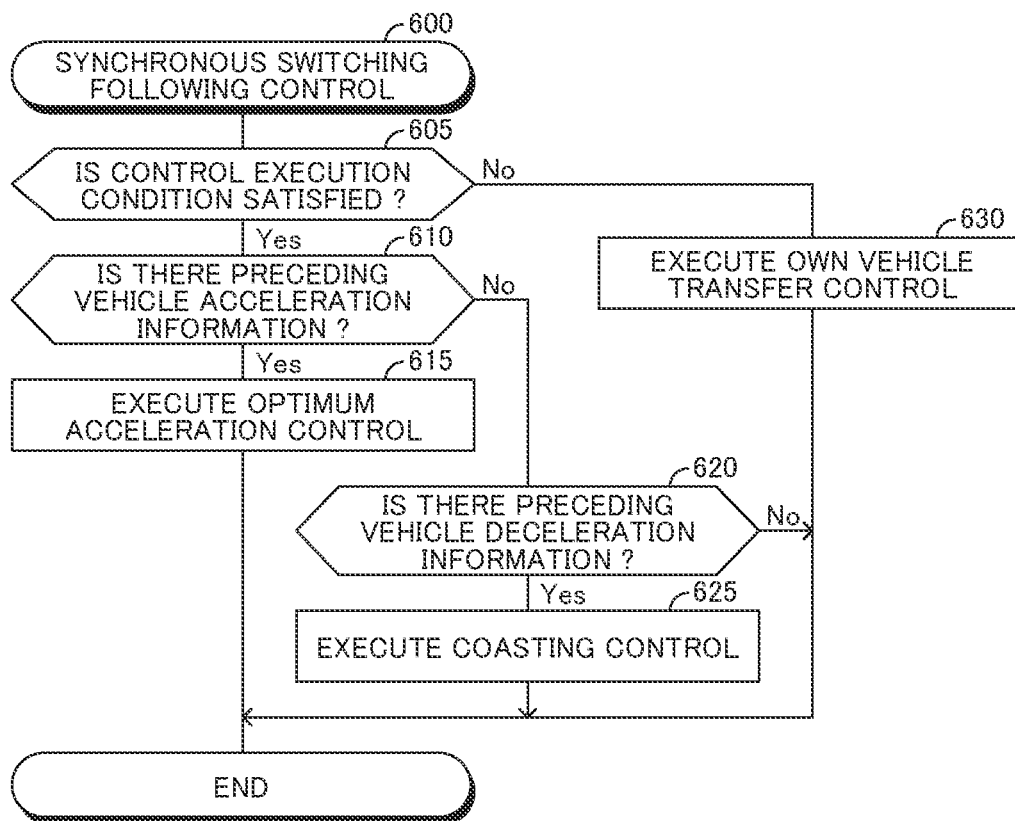 600
SYNCHRONOUS SWITCHING
FOLLOWING CONTROL
605
IS CONTROL EXECUTION
CONDITION SATISFIED ?
No
Yes
610
IS THERE PRECEDING
VEHICLE ACCELERATION
INFORMATION ?
No
630
EXECUTE OWN VEHICLE
TRANSFER CONTROL
Yes
615
EXECUTE OPTIMUM
ACCELERATION CONTROL
620
IS THERE PRECEDING
VEHICLE DECELERATION
INFORMATION ?
No
Yes
625
EXECUTE COASTING CONTROL
END